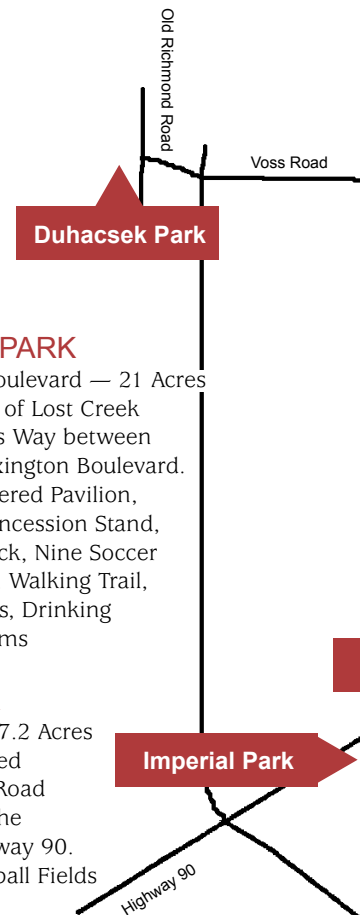 Old Richmond Road
Voss Road
Duhacsek Park
PARK
oulevard — 21 Acres
of Lost Creek
s Way between
xington Boulevard.
ered Pavilion,
ncession Stand,
ck, Nine Soccer
Walking Trail,
s, Drinking
ms
7.2 Acres
ed
Road
he
way 90.
ball Fields
Imperial Park
Highway 90